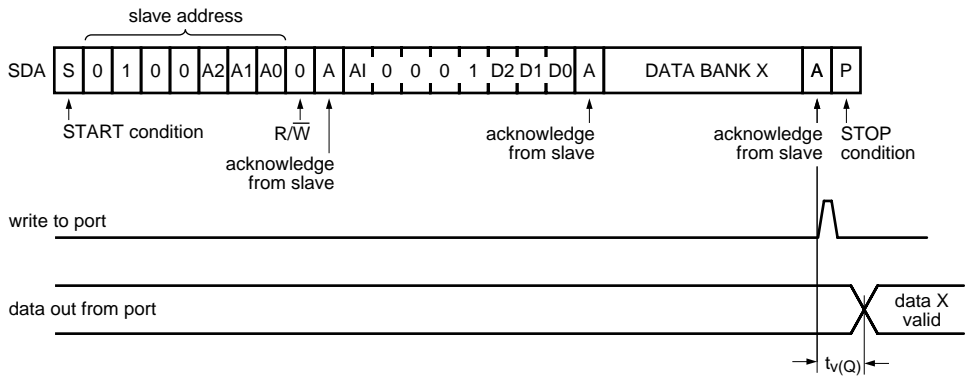 slave address
SDA S 0 1 0 0 A2 A1 A0 0 A AI 0 0 0 1 D2 D1 D0 A DATA BANK X A P
START condition
R/W̅
acknowledge
from slave
acknowledge
from slave
acknowledge
from slave
STOP
condition
write to port
data out from port
data X
valid
tv(Q)